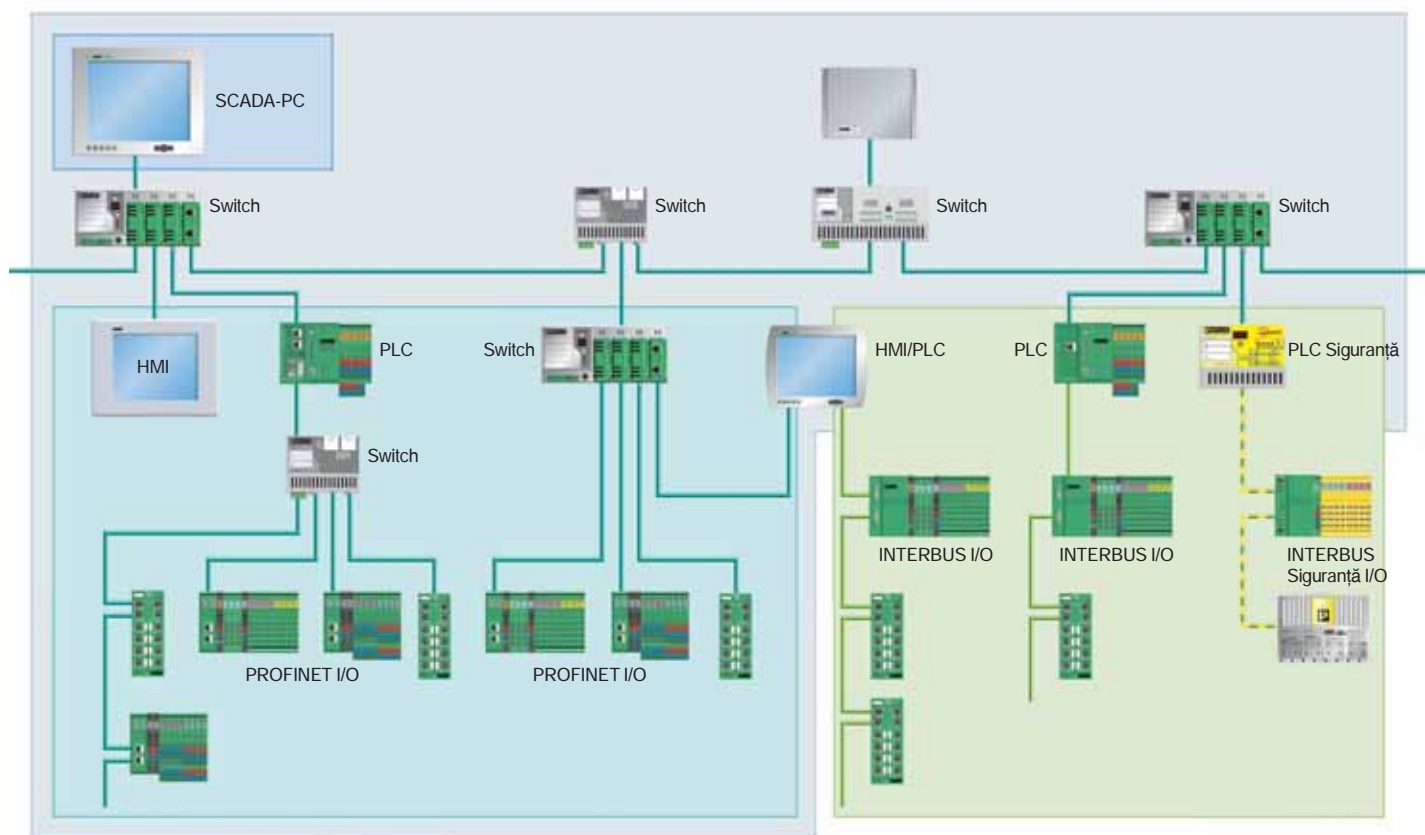 SCADA-PC
Switch
Switch
Switch
Switch
HMI
PLC
Switch
HMI/PLC
PLC
PLC Siguranță
Switch
INTERBUS I/O
INTERBUS I/O
INTERBUS
Siguranță I/O
PROFINET I/O
PROFINET I/O